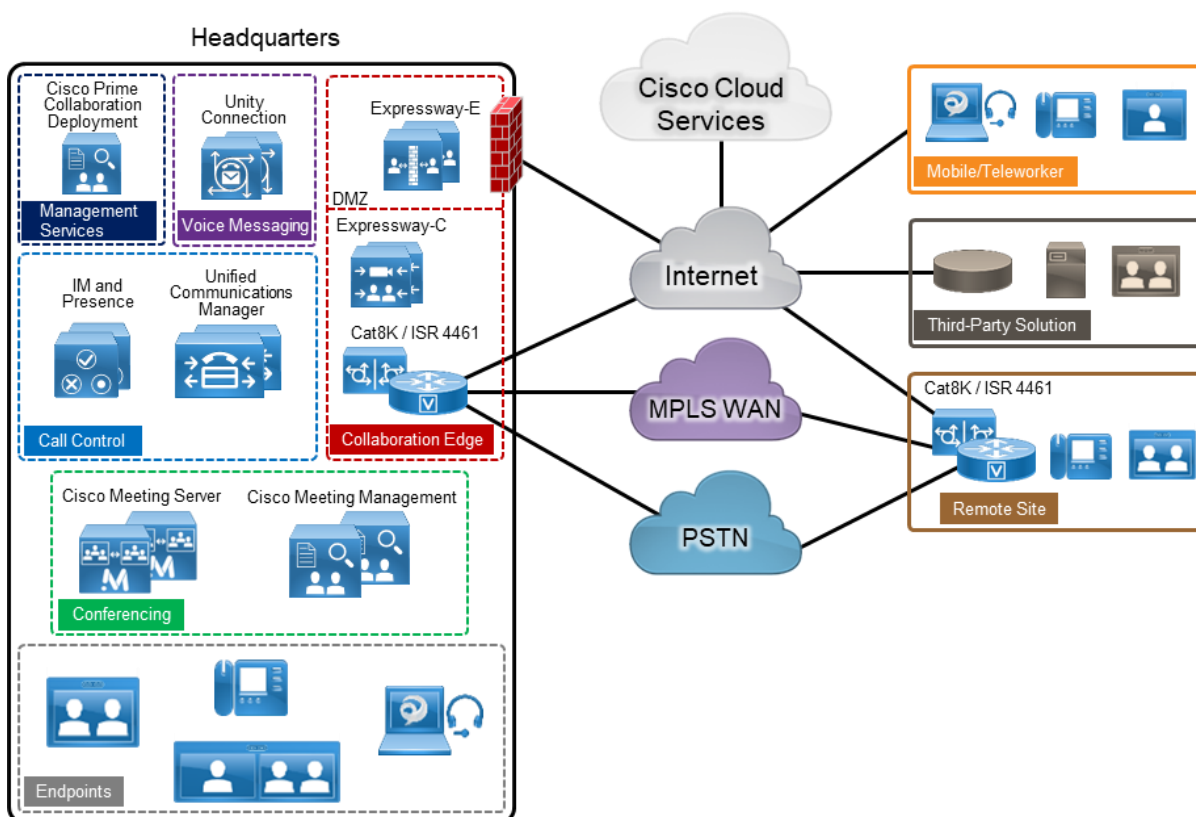 Headquarters
Cisco Prime
Collaboration
Deployment
Management
Services
Unity
Connection
Voice Messaging
Expressway-E
DMZ
Expressway-C
Cat8K / ISR 4461
V
Collaboration Edge
IM and
Presence
Unified
Communications
Manager
Call Control
Cisco Meeting Server
M
M
Cisco Meeting Management
Conferencing
Endpoints
Cisco Cloud
Services
Internet
MPLS WAN
PSTN
Mobile/Teleworker
Third-Party Solution
Cat8K / ISR 4461
V
Remote Site